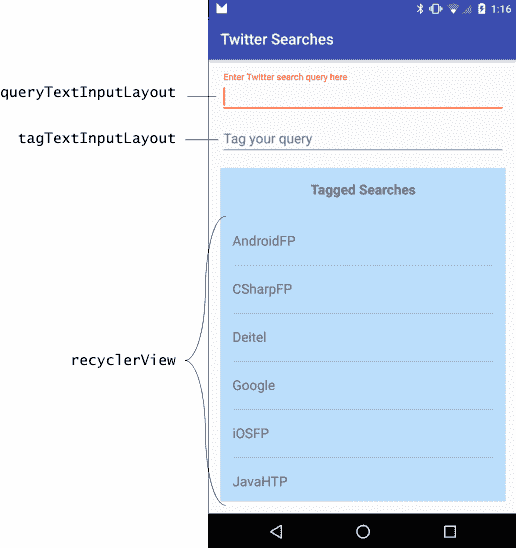 1:16
Twitter Searches
Enter Twitter search query here
queryTextInputLayout
tagTextInputLayout
Tag your query
Tagged Searches
AndroidFP
CSharpFP
Deitel
recyclerView
Google
iOSFP
JavaHTP